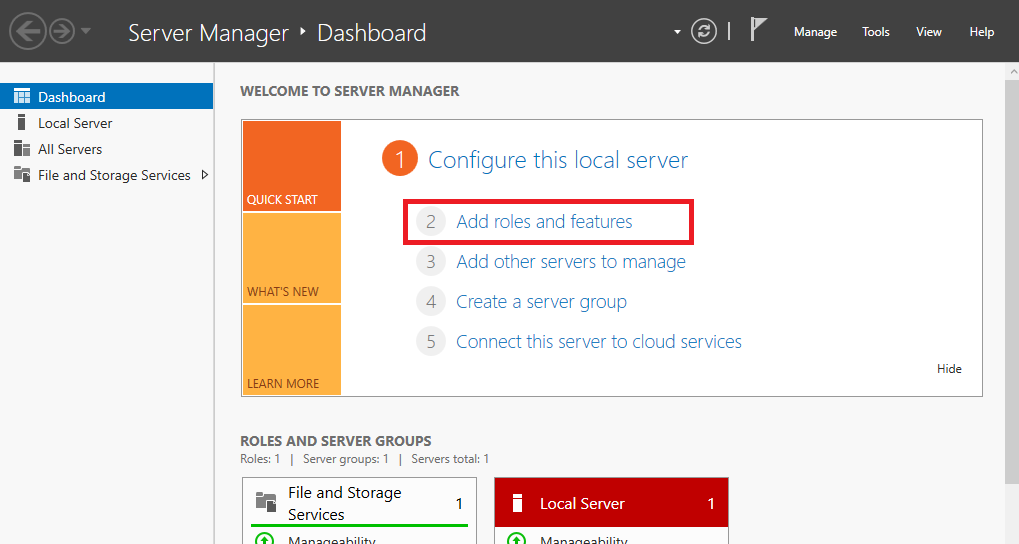 Server Manager ‣ Dashboard
Manage Tools View Help
Dashboard
Local Server
All Servers
File and Storage Services
WELCOME TO SERVER MANAGER
QUICK START
WHAT'S NEW
LEARN MORE
1 Configure this local server
2 Add roles and features
3 Add other servers to manage
4 Create a server group
5 Connect this server to cloud services
Hide
ROLES AND SERVER GROUPS
Roles: 1 | Server groups: 1 | Servers total: 1
File and Storage
Services
1
Manageability
Local Server 1
Manageability